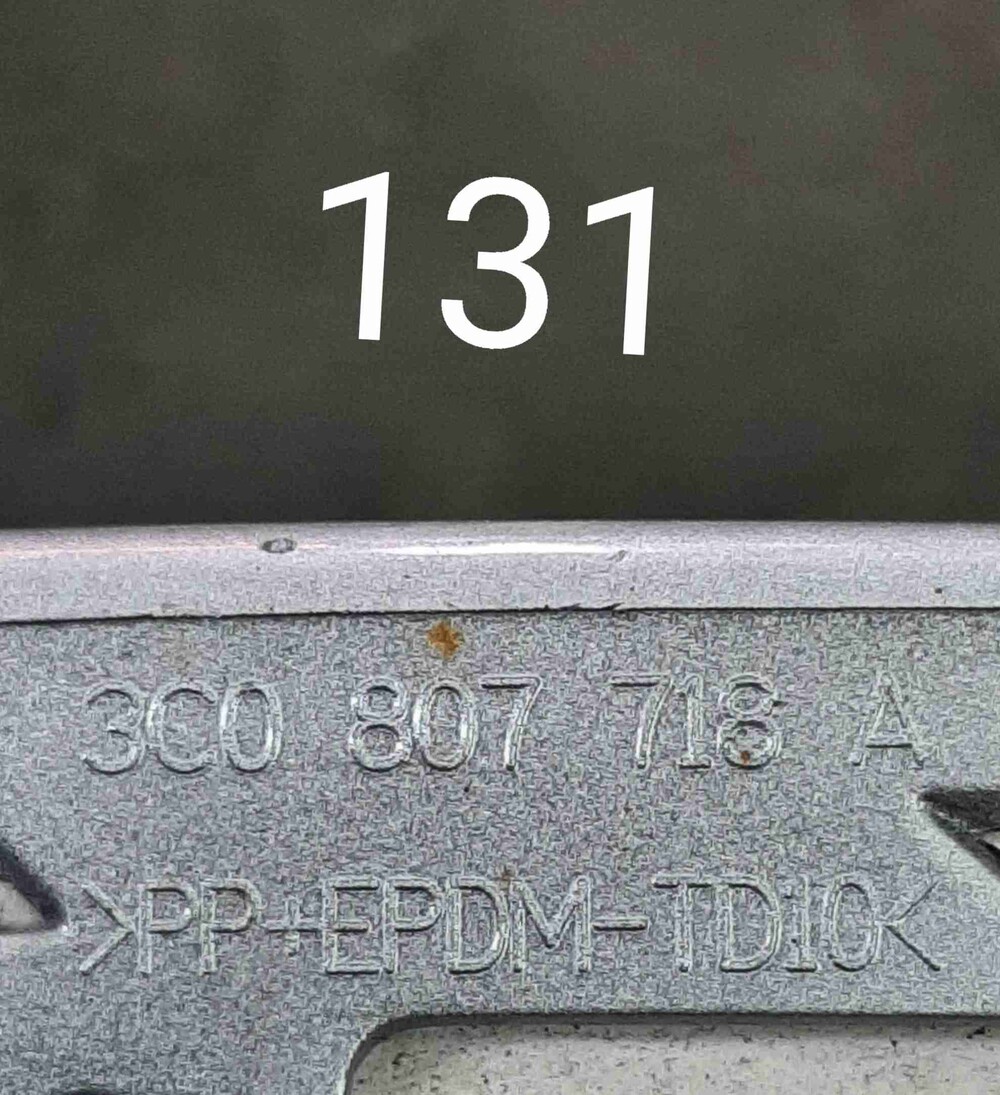 131
3C0 807 718 A
>PP+EPDM-TD10<